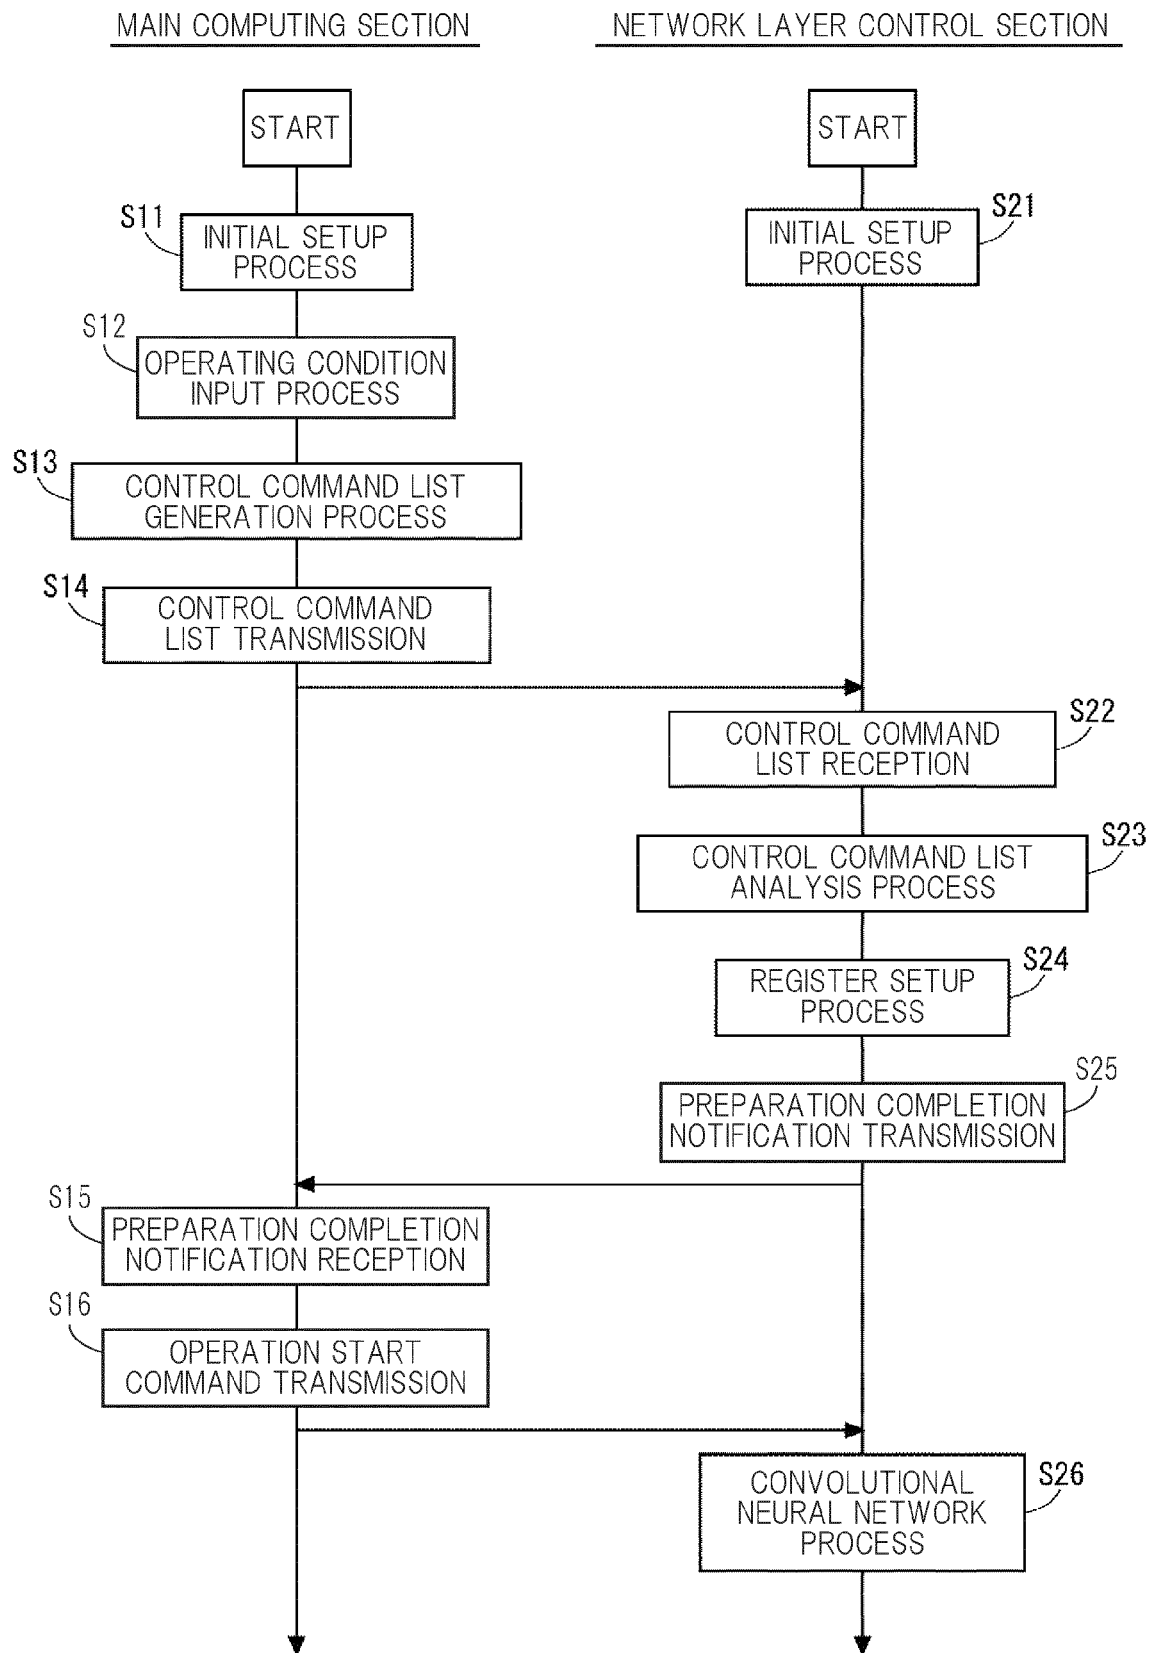 MAIN COMPUTING SECTION
NETWORK LAYER CONTROL SECTION
START
START
S11
INITIAL SETUP
PROCESS
S21
INITIAL SETUP
PROCESS
S12
OPERATING CONDITION
INPUT PROCESS
S13
CONTROL COMMAND LIST
GENERATION PROCESS
S14
CONTROL COMMAND
LIST TRANSMISSION
S22
CONTROL COMMAND
LIST RECEPTION
S23
CONTROL COMMAND LIST
ANALYSIS PROCESS
S24
REGISTER SETUP
PROCESS
S25
PREPARATION COMPLETION
NOTIFICATION TRANSMISSION
S15
PREPARATION COMPLETION
NOTIFICATION RECEPTION
S16
OPERATION START
COMMAND TRANSMISSION
S26
CONVOLUTIONAL
NEURAL NETWORK
PROCESS